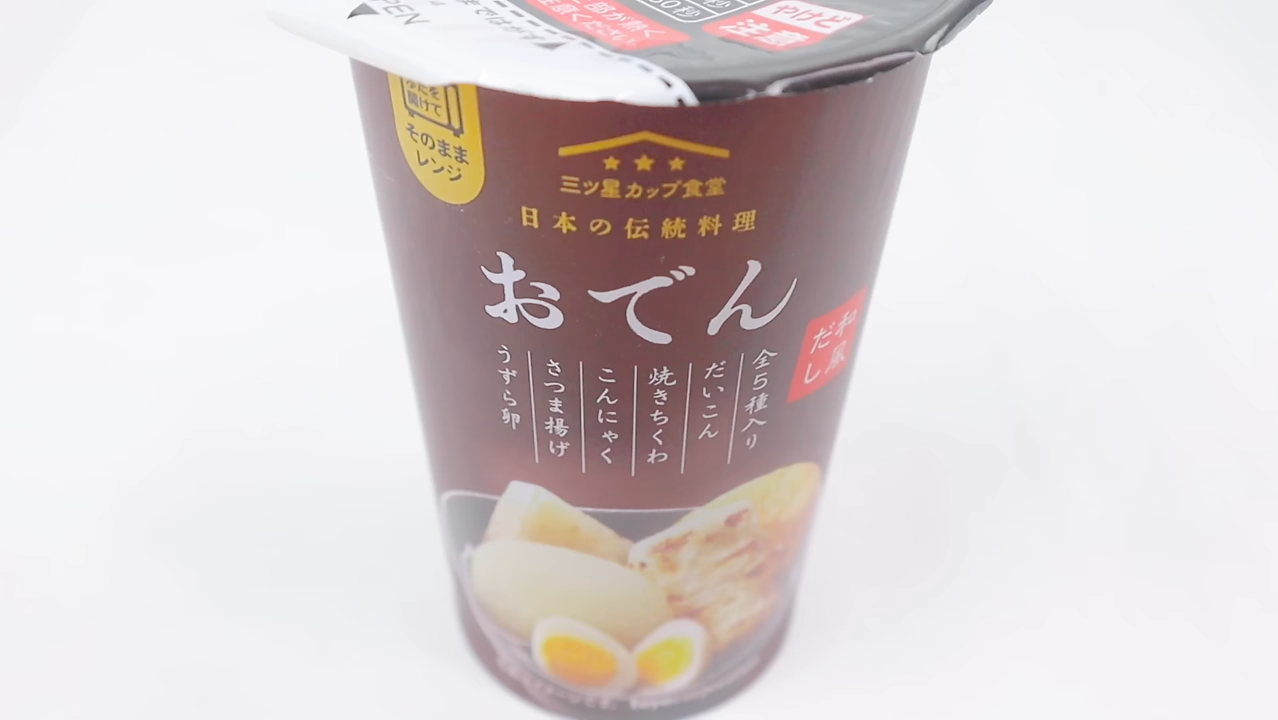 OPEN
やけど
注意
ふたを
開けて
そのまま
レンジ
三ツ星カップ食堂
日本の伝統料理
おでん
和風
だし
全5種入り
だいこん
焼きちくわ
こんにゃく
さつま揚げ
うずら卵